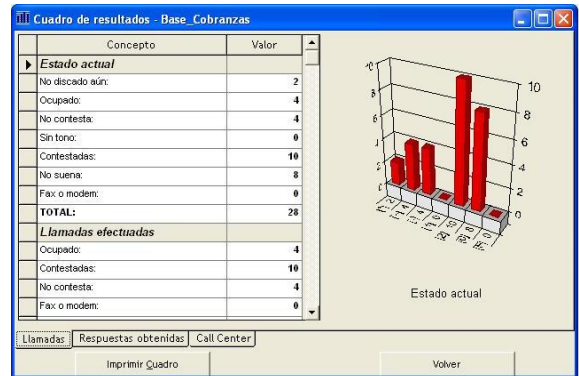 Cuadro de resultados - Base_Cobranzas
Concepto Valor
Estado actual
No discado aún: 2
Ocupado: 4
No contesta: 4
Sin tono: 0
Contestadas: 10
No suena: 8
Fax o modem: 0
TOTAL: 28
Llamadas efectuadas
Ocupado: 4
Contestadas: 10
No contesta: 4
Fax o modem: 0
10
8
6
4
2
0
Estado actual
Llamadas Respuestas obtenidas Call Center
Imprimir Cuadro Volver